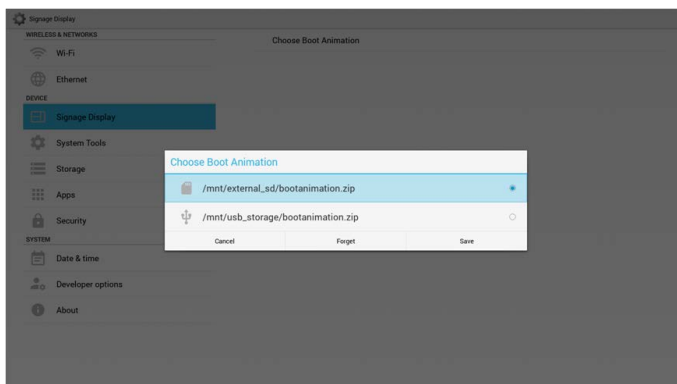 Signage Display
WIRELESS & NETWORKS
Choose Boot Animation
Wi-Fi
Ethernet
DEVICE
Signage Display
System Tools
Storage
Apps
Security
SYSTEM
Date & time
Developer options
About
Choose Boot Animation
/mnt/external_sd/bootanimation.zip
/mnt/usb_storage/bootanimation.zip
Cancel Forget Save